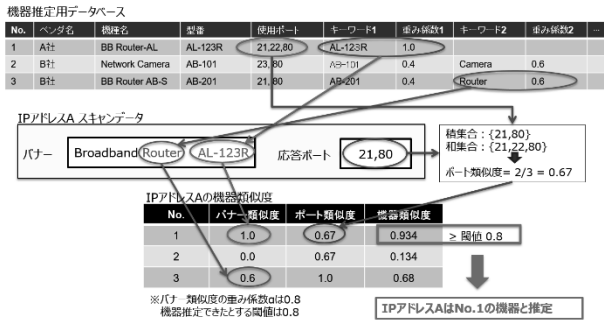 機器推定用データベース
No. ベンダ名 機種名 型番 使用ポート キーワード1 重み係数1 キーワード2 重み係数2 …
1 A社 BB Router-AL AL-123R 21,22,80 AL-123R 1.0
2 B社 Network Camera AB-101 23,80 AB-101 0.4 Camera 0.6
3 B社 BB Router AB-S AB-201 21,80 AB-201 0.4 Router 0.6
IPアドレスA スキャンデータ
バナー Broadband Router AL-123R 応答ポート 21,80
積集合：{21,80}
和集合：{21,22,80}
ポート類似度= 2/3 = 0.67
IPアドレスAの機器類似度
No. バナー類似度 ポート類似度 機器類似度
1 1.0 0.67 0.934 ≥ 閾値 0.8
2 0.0 0.67 0.134
3 0.6 1.0 0.68
※バナー類似度の重み係数αは0.8
機器推定できたとする閾値は0.8
IPアドレスAはNo.1の機器と推定